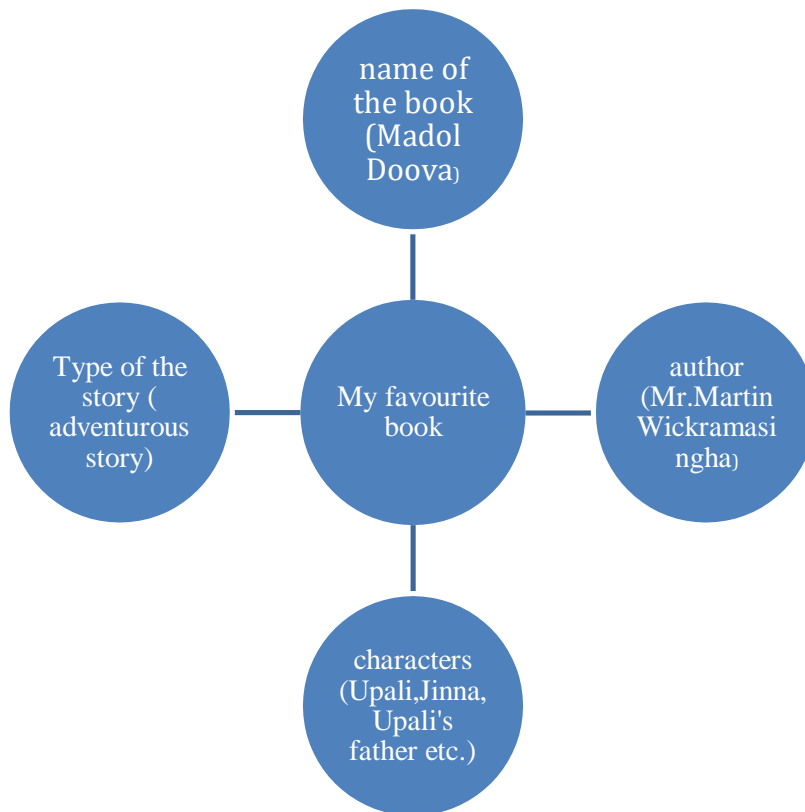 name of
the book
(Madol
Doova)
Type of the
story (
adventurous
story)
My favourite
book
author
(Mr.Martin
Wickramasi
ngha)
characters
(Upali,Jinna,
Upali's
father etc.)